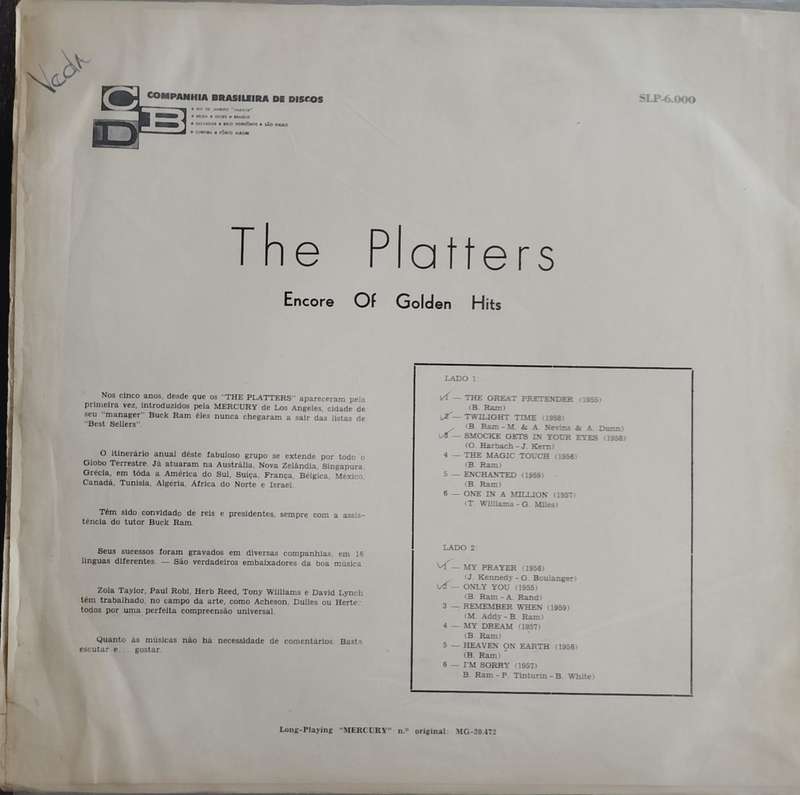 Veda
CBD
COMPANHIA BRASILEIRA DE DISCOS
SLP-6.000
The Platters
Encore Of Golden Hits
Nos cinco anos, desde que os "THE PLATTERS" apareceram pela
primeira vez, introduzidos pela MERCURY de Los Angeles, cidade de
seu "manager" Buck Ram êles nunca chegaram a sair das listas de
"Best Sellers".
O itinerário anual dêste fabuloso grupo se extende por todo o
Globo Terrestre. Já atuaram na Austrália, Nova Zelândia, Singapura,
Grécia, em tôda a América do Sul, Suiça, França, Bélgica, México,
Canadá, Tunísia, Algéria, África do Norte e Israel.
Têm sido convidado de reis e presidentes, sempre com a assis-
tência do tutor Buck Ram.
Seus sucessos foram gravados em diversas companhias, em 16
línguas diferentes. — São verdadeiros embaixadores da boa música.
Zola Taylor, Paul Robi, Herb Reed, Tony Williams e David Lynch
têm trabalhado, no campo da arte, como Acheson, Dulles ou Herter
todos por uma perfeita compreensão universal.
Quanto às músicas não há necessidade de comentários. Basta
escutar e... gostar.
LADO 1
1 — THE GREAT PRETENDER (1955)
(B. Ram)
2 — TWILIGHT TIME (1958)
(B. Ram - M. & A. Nevins & A. Dunn)
3 — SMOCKE GETS IN YOUR EYES (1958)
(O. Harbach - J. Kern)
4 — THE MAGIC TOUCH (1956)
(B. Ram)
5 — ENCHANTED (1959)
(B. Ram)
6 — ONE IN A MILLION (1957)
(T. Williams - G. Miles)
LADO 2
1 — MY PRAYER (1956)
(J. Kennedy - G. Boulanger)
2 — ONLY YOU (1955)
(B. Ram - A. Rand)
3 — REMEMBER WHEN (1959)
(M. Addy - B. Ram)
4 — MY DREAM (1957)
(B. Ram)
5 — HEAVEN ON EARTH (1956)
(B. Ram)
6 — I'M SORRY (1957)
B. Ram - P. Tinturin - B. White)
Long-Playing "MERCURY" n.º original: MG-20.472